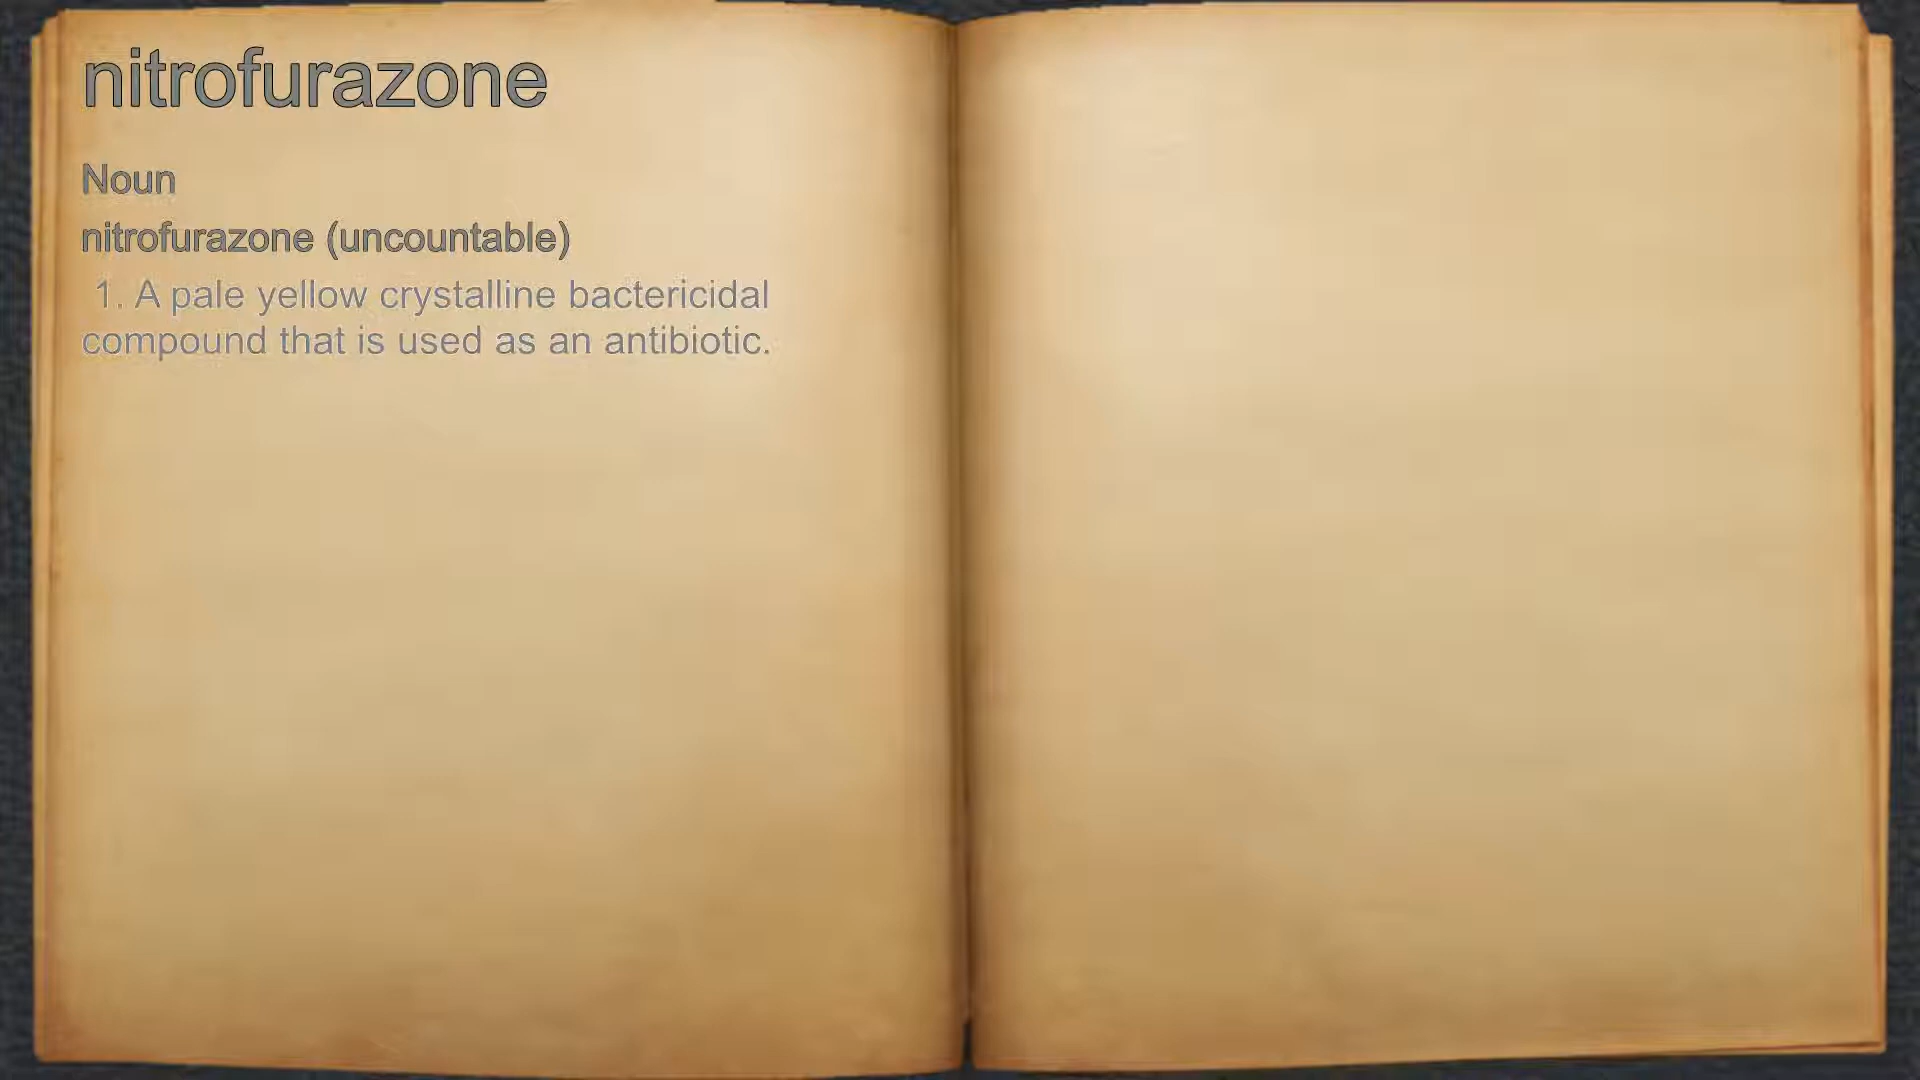 nitrofurazone
Noun
nitrofurazone (uncountable)
1. A pale yellow crystalline bactericidal
compound that is used as an antibiotic.